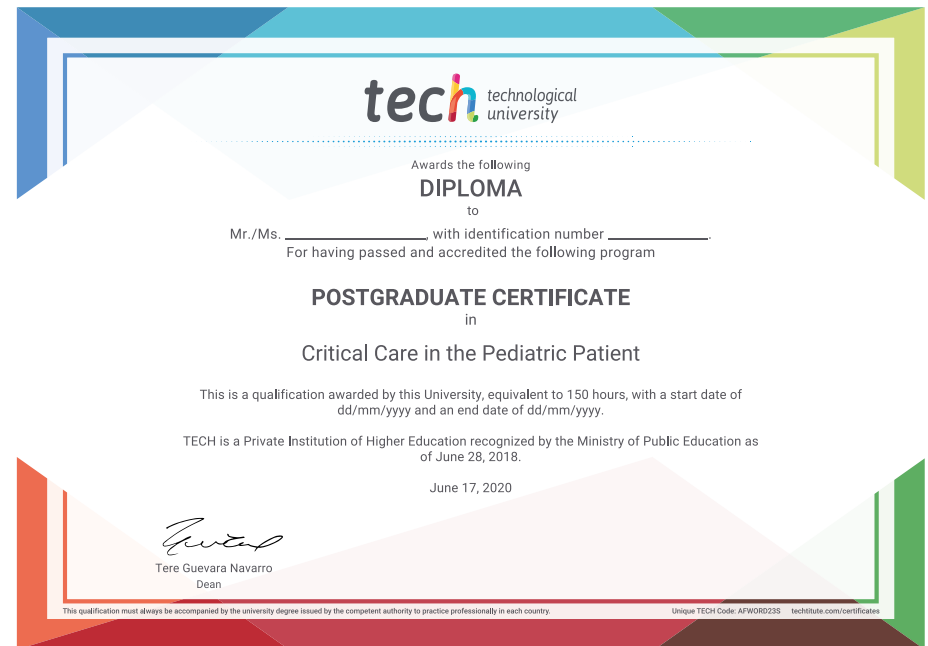 tech technological
university
Awards the following
DIPLOMA
to
Mr./Ms. ____________________, with identification number ______________.
For having passed and accredited the following program
POSTGRADUATE CERTIFICATE
in
Critical Care in the Pediatric Patient
This is a qualification awarded by this University, equivalent to 150 hours, with a start date of
dd/mm/yyyy and an end date of dd/mm/yyyy.
TECH is a Private Institution of Higher Education recognized by the Ministry of Public Education as
of June 28, 2018.
June 17, 2020
Tere Guevara Navarro
Dean
This qualification must always be accompanied by the university degree issued by the competent authority to practice professionally in each country.
Unique TECH Code: AFWORD23S techtitute.com/certificates